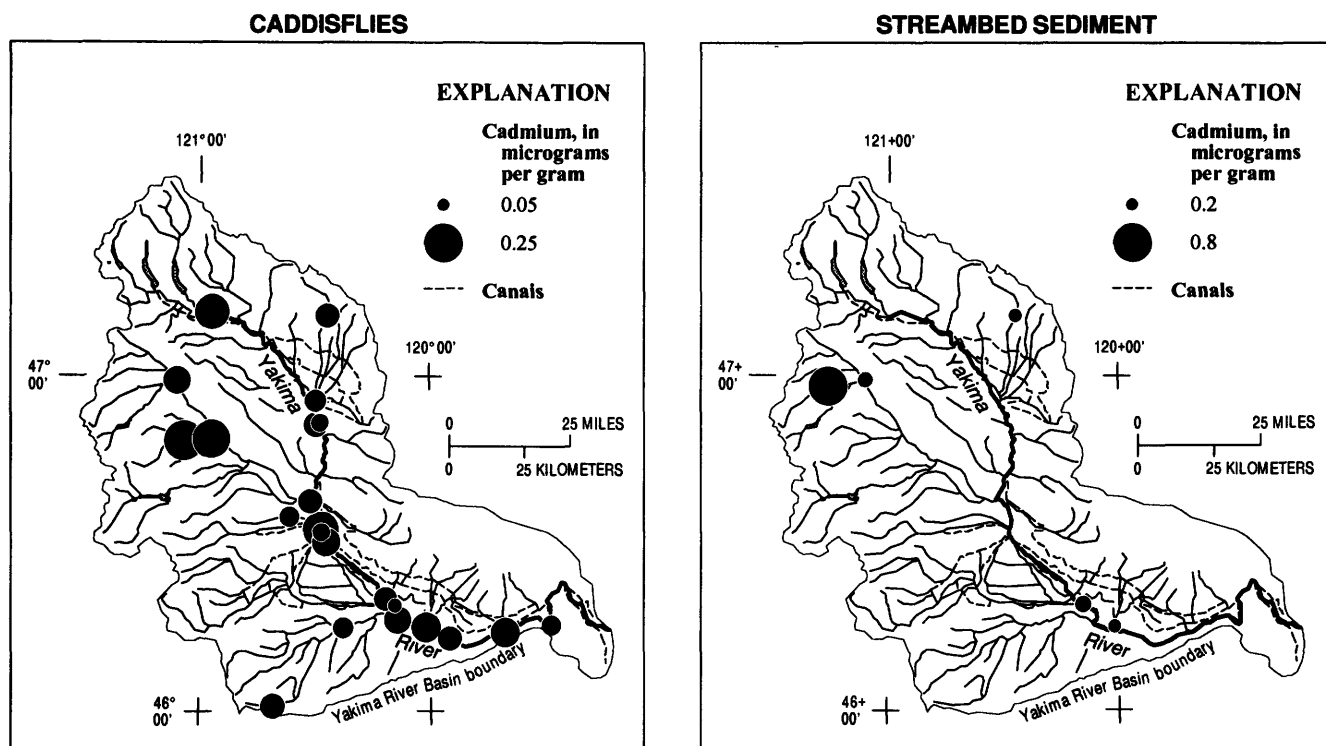 CADDISFLIES
EXPLANATION
Cadmium, in
micrograms
per gram
0.05
0.25
Canais
121° 00'
120° 00'
47°
00'
0 25 MILES
0 25 KILOMETERS
Yakima
River
Yakima River Basin boundary
46°
00'
STREAMBED SEDIMENT
EXPLANATION
Cadmium, in
micrograms
per gram
0.2
0.8
Canals
121+00'
120+00'
47+
00'
0 25 MILES
0 25 KILOMETERS
Yakima
River
Yakima River Basin boundary
46+
00'